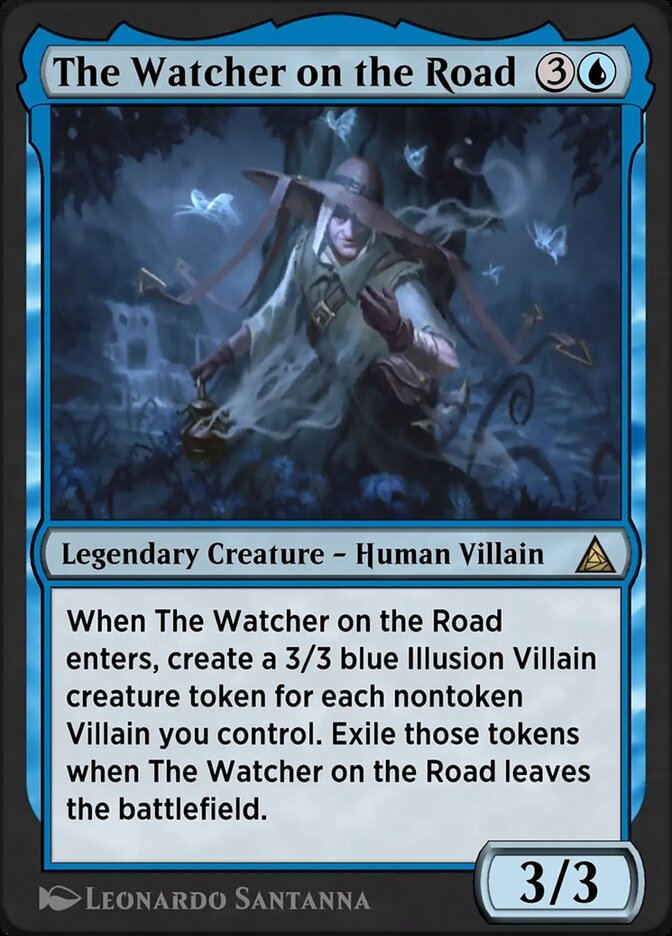 The Watcher on the Road 3
Legendary Creature – Human Villain
When The Watcher on the Road
enters, create a 3/3 blue Illusion Villain
creature token for each nontoken
Villain you control. Exile those tokens
when The Watcher on the Road leaves
the battlefield.
3/3
Leonardo Santanna